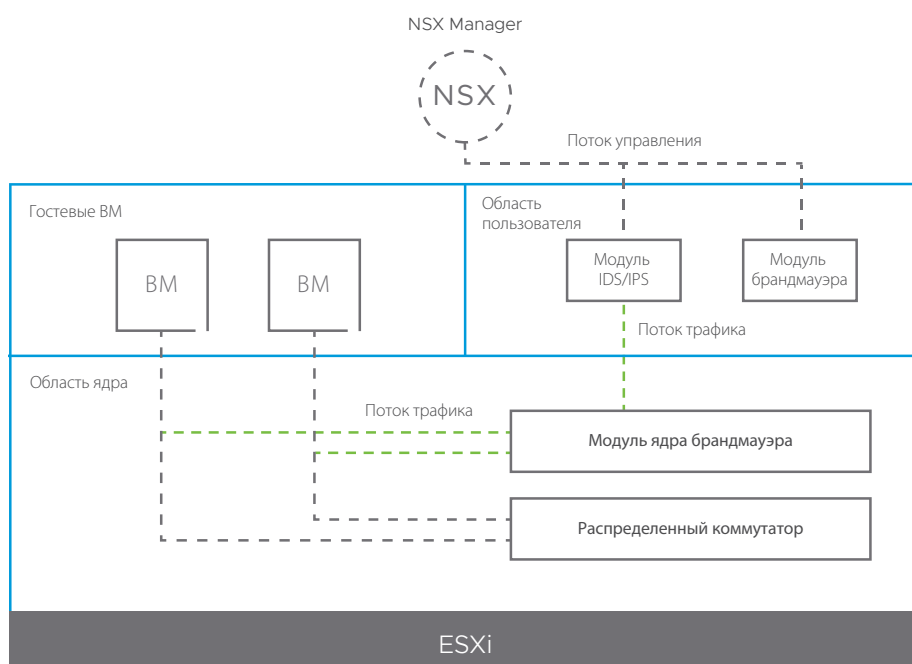 NSX Manager
NSX
Поток управления
Гостевые ВМ
Область
пользователя
ВМ
ВМ
Модуль
IDS/IPS
Модуль
брандмауэра
Поток трафика
Область ядра
Поток трафика
Модуль ядра брандмауэра
Распределенный коммутатор
ESXi